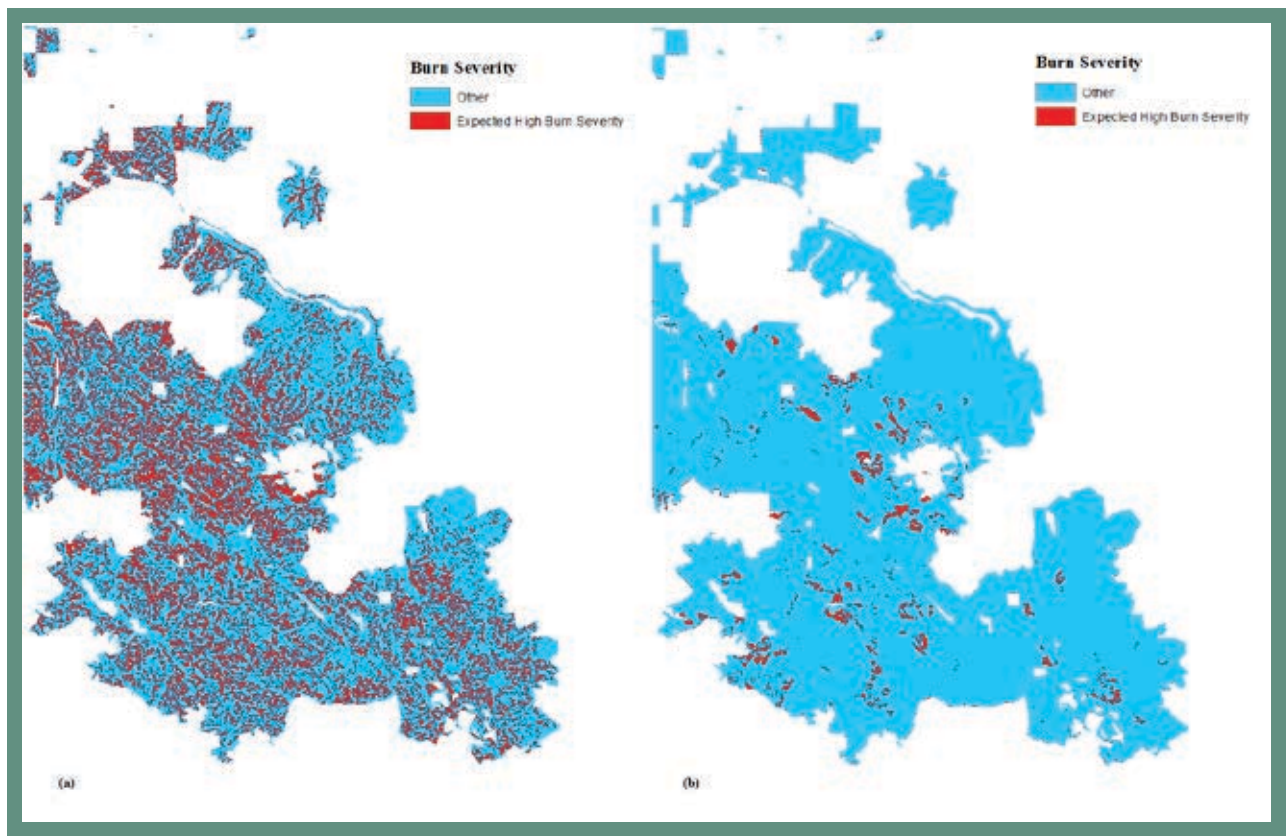 Burn Severity
Other
Expected High Burn Severity
Burn Severity
Other
Expected High Burn Severity
(a)
(b)